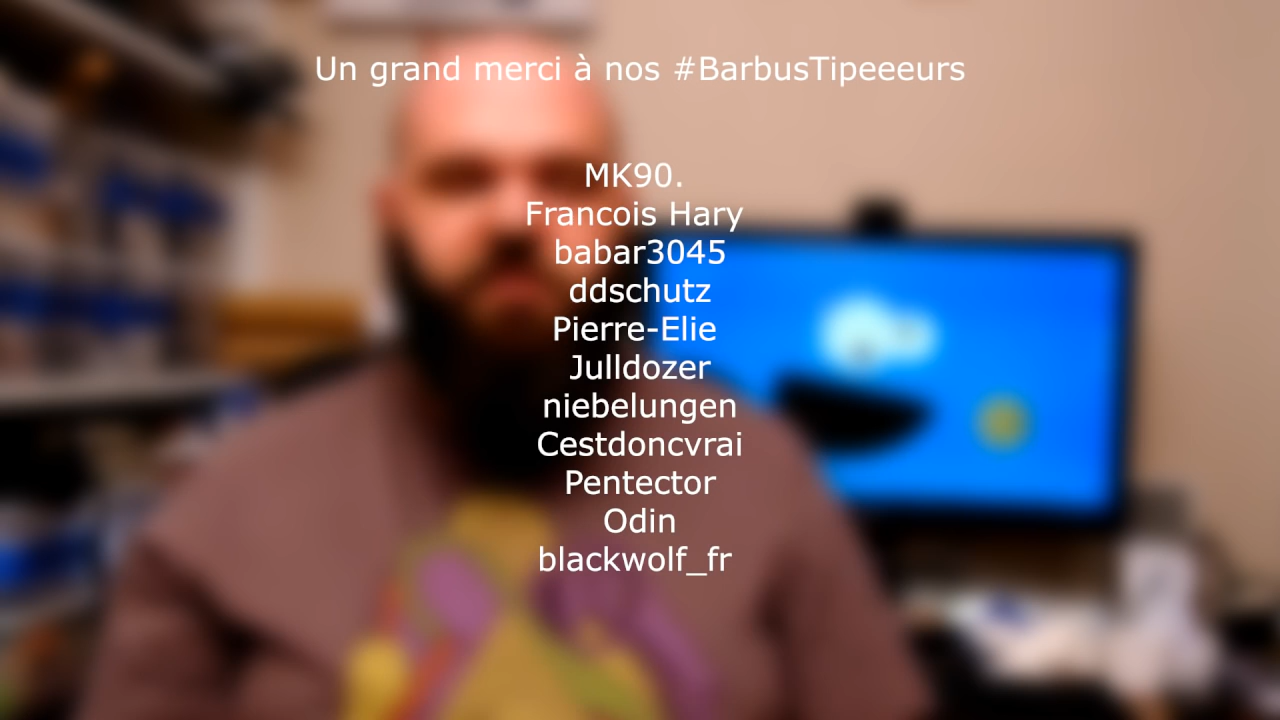 Un grand merci à nos #BarbusTipeeeurs
MK90.
Francois Hary
babar3045
ddschutz
Pierre-Elie
Julldozer
niebelungen
Cestdoncvrai
Pentector
Odin
blackwolf_fr